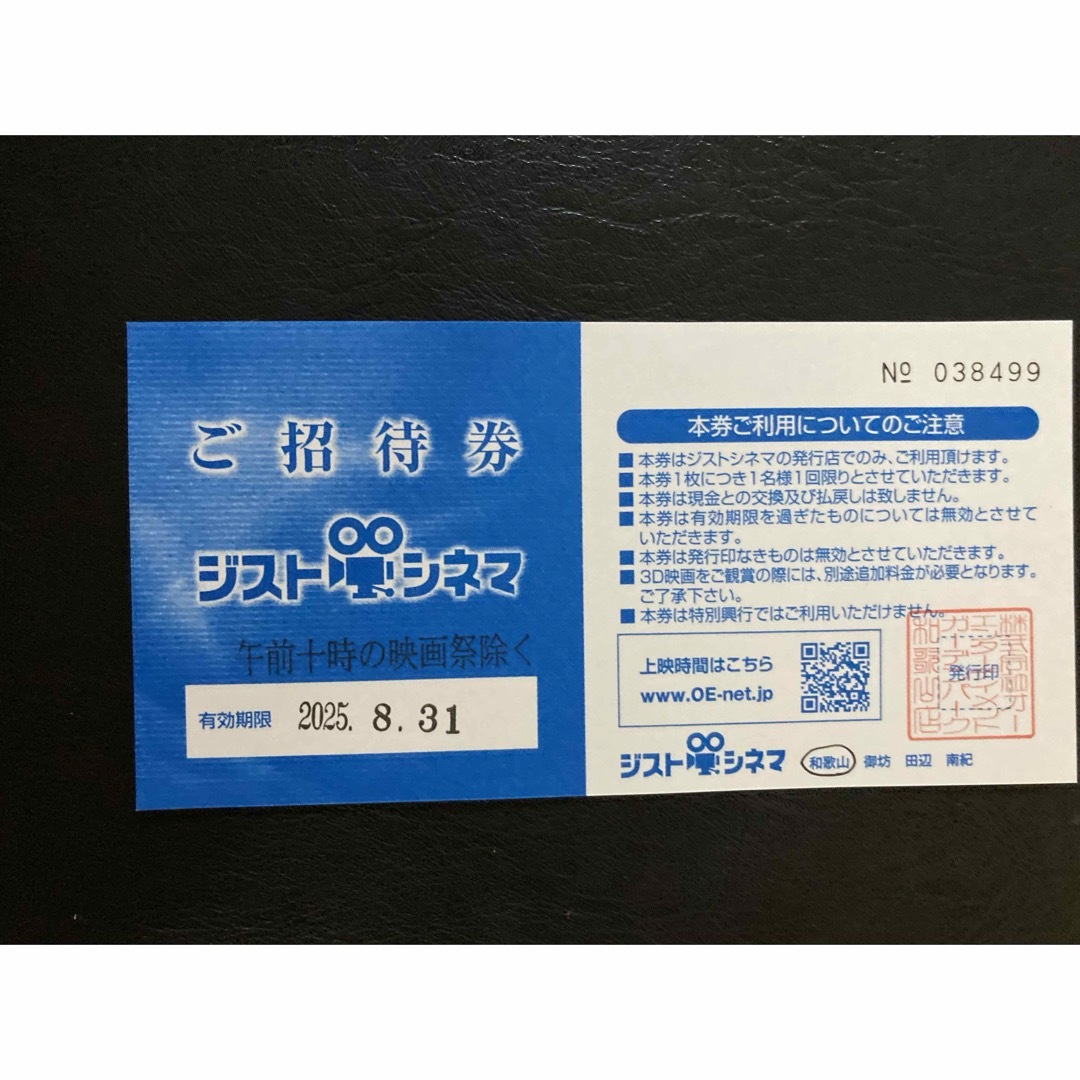 ご招待券
ジストシネマ
午前十時の映画祭除く
有効期限 2025. 8. 31
№ 038499
本券ご利用についてのご注意
■本券はジストシネマの発行店でのみ、ご利用頂けます。
■本券1枚につき1名様1回限りとさせていただきます。
■本券は現金との交換及び払戻しは致しません。
■本券は有効期限を過ぎたものについては無効とさせて
いただきます。
■本券は発行印なきものは無効とさせていただきます。
■3D映画をご観賞の際には、別途追加料金が必要となります。
ご了承下さい。
■本券は特別興行ではご利用いただけません。
上映時間はこちら
www.OE-net.jp
発行印
ジストシネマ 和歌山 御坊 田辺 南紀